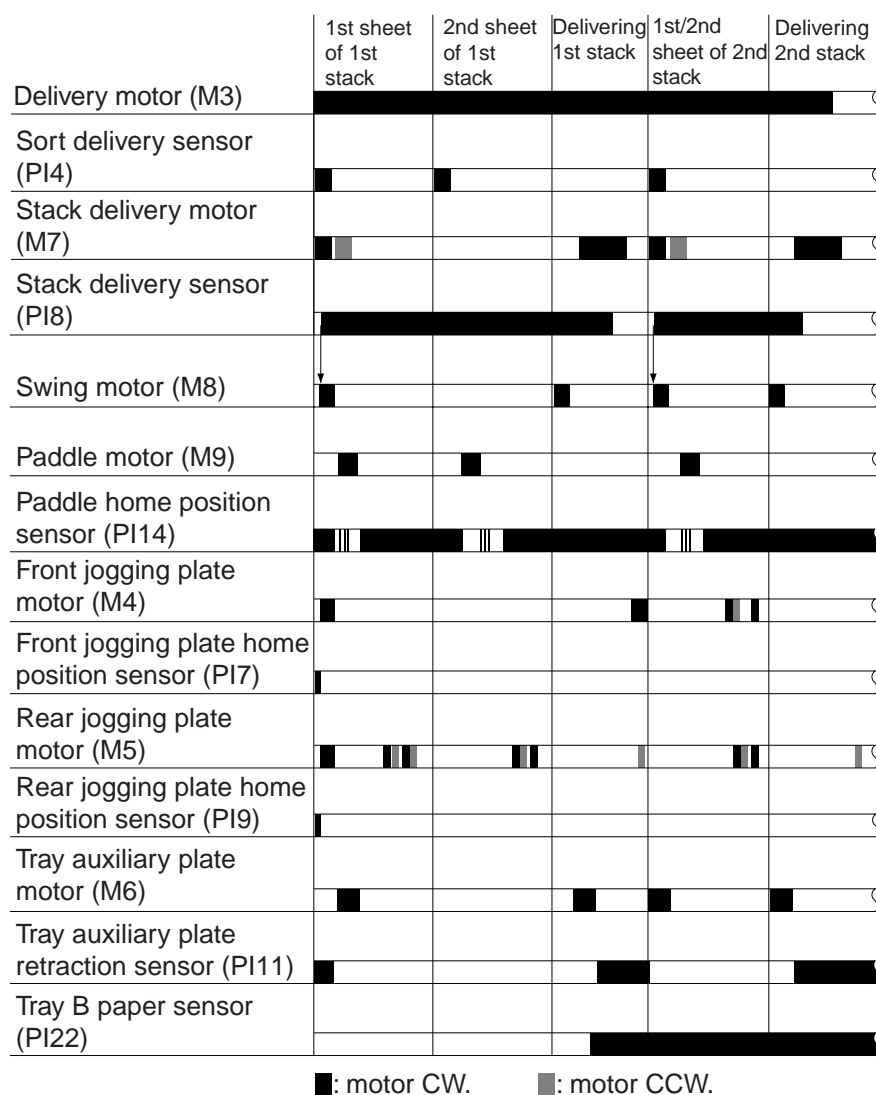 1st sheet
of 1st
stack
2nd sheet
of 1st
stack
Delivering
1st stack
1st/2nd
sheet of 2nd
stack
Delivering
2nd stack
Delivery motor (M3)
Sort delivery sensor
(PI4)
Stack delivery motor
(M7)
Stack delivery sensor
(PI8)
Swing motor (M8)
Paddle motor (M9)
Paddle home position
sensor (PI14)
Front jogging plate
motor (M4)
Front jogging plate home
position sensor (PI7)
Rear jogging plate
motor (M5)
Rear jogging plate home
position sensor (PI9)
Tray auxiliary plate
motor (M6)
Tray auxiliary plate
retraction sensor (PI11)
Tray B paper sensor
(PI22)
: motor CW.
: motor CCW.